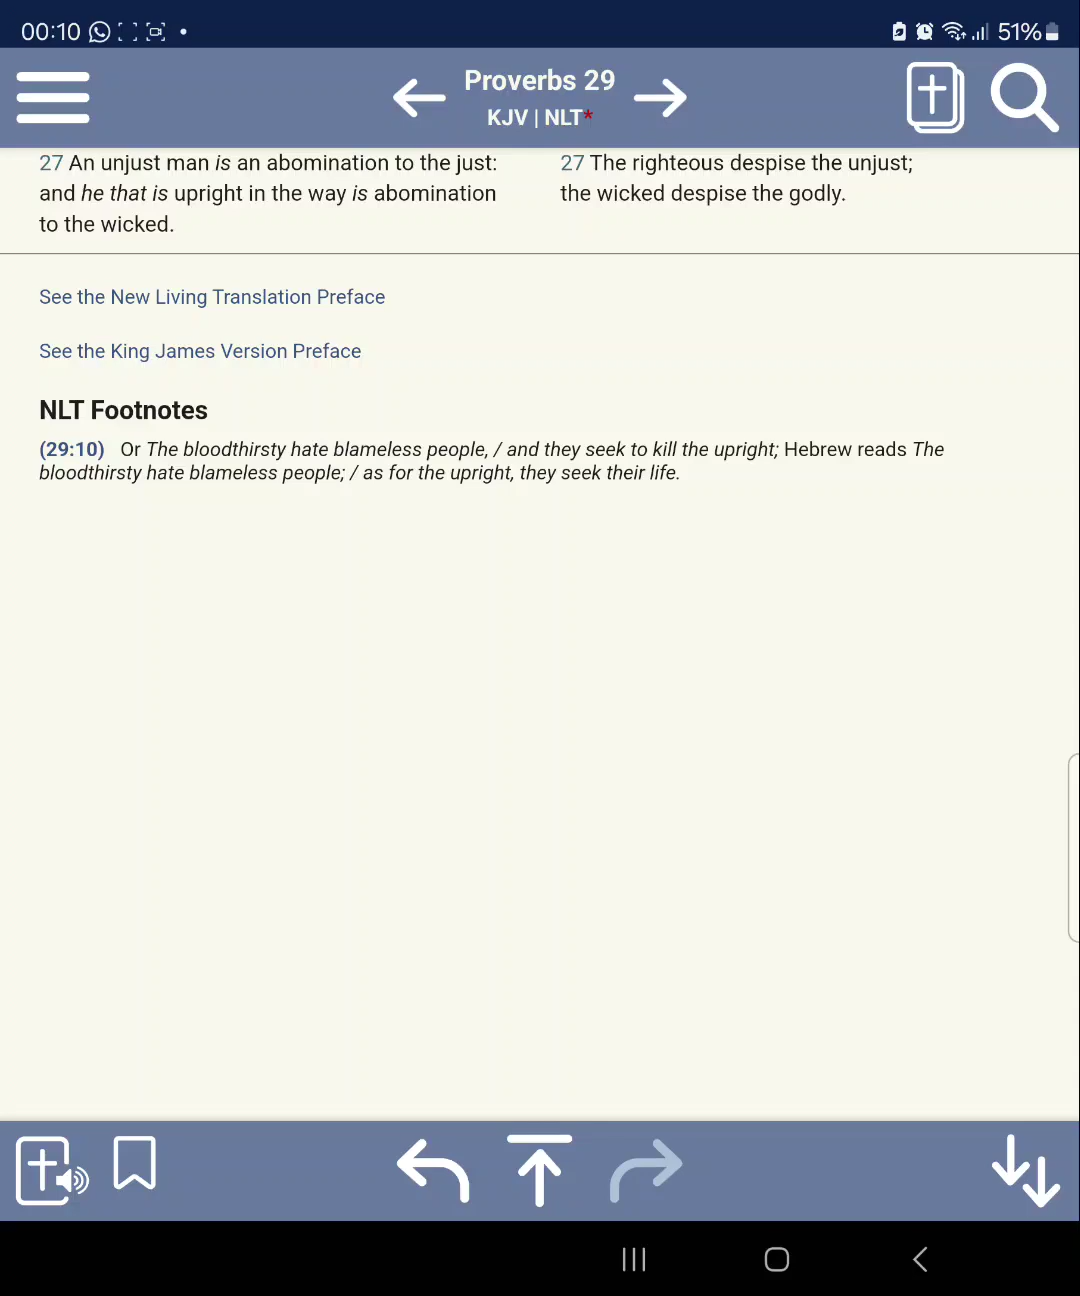 00:10
51%
Proverbs 29
KJV | NLT*
27 An unjust man is an abomination to the just:
and he that is upright in the way is abomination
to the wicked.
27 The righteous despise the unjust;
the wicked despise the godly.
See the New Living Translation Preface
See the King James Version Preface
NLT Footnotes
(29:10) Or The bloodthirsty hate blameless people, / and they seek to kill the upright; Hebrew reads The
bloodthirsty hate blameless people; / as for the upright, they seek their life.